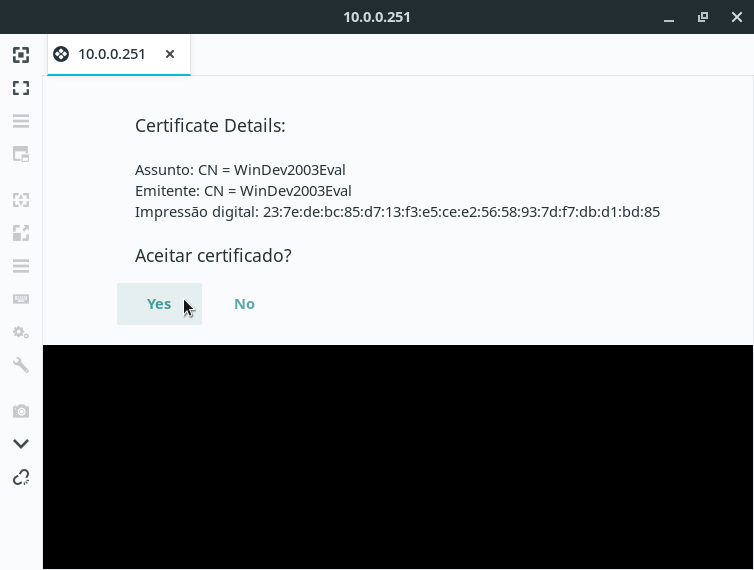 10.0.0.251
10.0.0.251
Certificate Details:
Assunto: CN = WinDev2003Eval
Emitente: CN = WinDev2003Eval
Impressão digital: 23:7e:de:bc:85:d7:13:f3:e5:ce:e2:56:58:93:7d:f7:db:d1:bd:85
Aceitar certificado?
Yes No